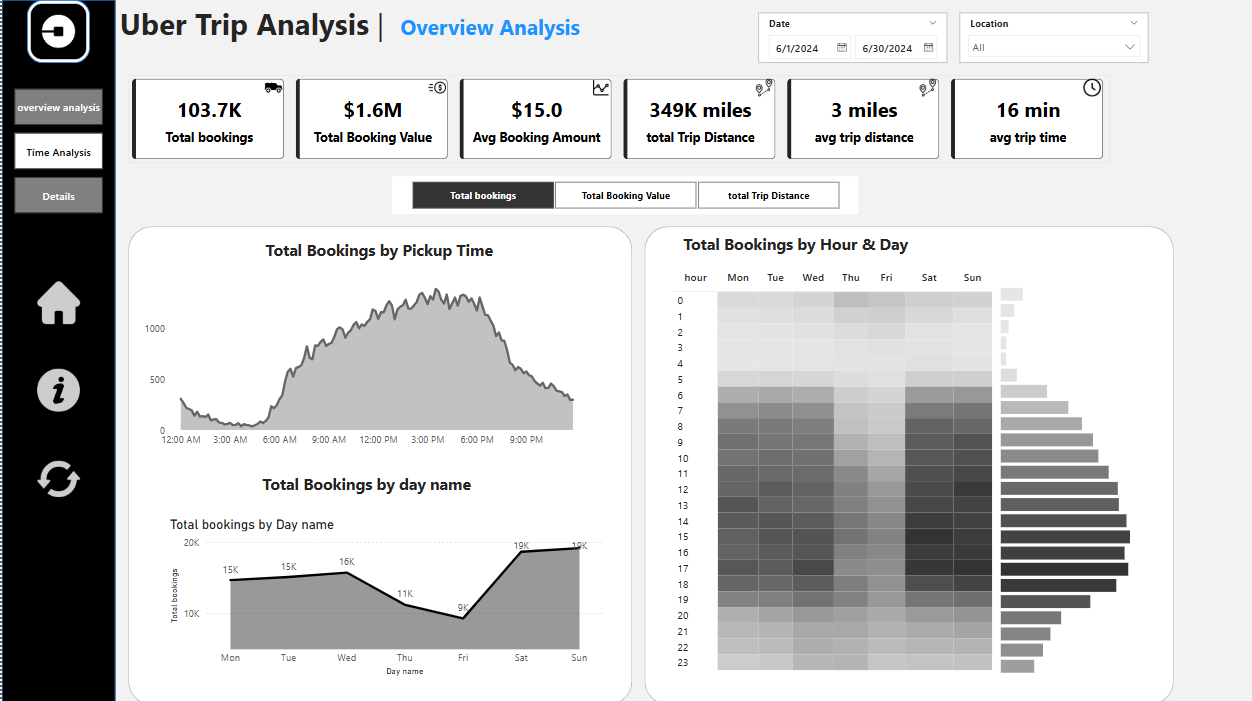 Uber Trip Analysis | Overview Analysis
Date
6/1/2024 6/30/2024
Location
All
overview analysis
Time Analysis
Details
103.7K
Total bookings
$1.6M
Total Booking Value
$15.0
Avg Booking Amount
349K miles
total Trip Distance
3 miles
avg trip distance
16 min
avg trip time
Total bookings Total Booking Value total Trip Distance
Total Bookings by Pickup Time
1000
500
0
12:00 AM 3:00 AM 6:00 AM 9:00 AM 12:00 PM 3:00 PM 6:00 PM 9:00 PM
Total Bookings by day name
Total bookings by Day name
Total bookings
20K
10K
15K 15K 16K 11K 9K 19K 19K
Mon Tue Wed Thu Fri Sat Sun
Day name
Total Bookings by Hour & Day
hour Mon Tue Wed Thu Fri Sat Sun
0
1
2
3
4
5
6
7
8
9
10
11
12
13
14
15
16
17
18
19
20
21
22
23